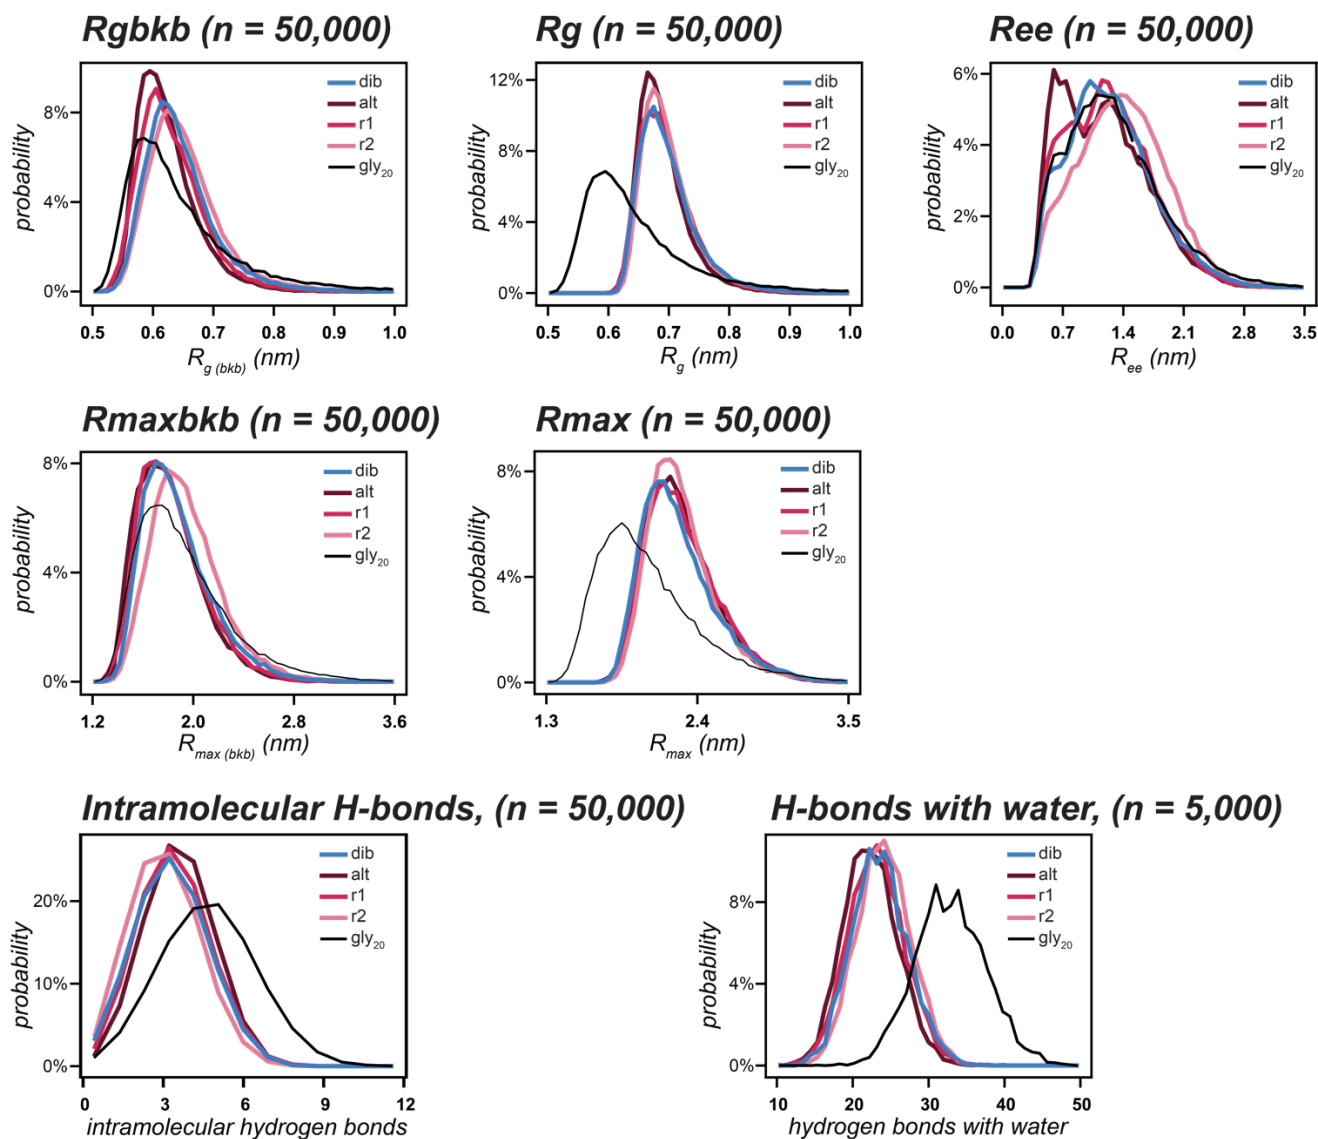 Rgbkb (n = 50,000)
Rg (n = 50,000)
Ree (n = 50,000)
probability
8%
4%
0%
dib
alt
r1
r2
gly20
0.5 0.6 0.7 0.8 0.9 1.0
Rg (bkb) (nm)
probability
12%
8%
4%
0%
dib
alt
r1
r2
gly20
0.5 0.6 0.7 0.8 0.9 1.0
Rg (nm)
probability
6%
4%
2%
0%
dib
alt
r1
r2
gly20
0.0 0.7 1.4 2.1 2.8 3.5
Ree (nm)
Rmaxbkb (n = 50,000)
Rmax (n = 50,000)
probability
8%
4%
0%
dib
alt
r1
r2
gly20
1.2 2.0 2.8 3.6
Rmax (bkb) (nm)
probability
8%
4%
0%
dib
alt
r1
r2
gly20
1.3 2.4 3.5
Rmax (nm)
Intramolecular H-bonds, (n = 50,000)
H-bonds with water, (n = 5,000)
probability
20%
10%
0%
dib
alt
r1
r2
gly20
0 3 6 9 12
intramolecular hydrogen bonds
probability
8%
4%
0%
dib
alt
r1
r2
gly20
10 20 30 40 50
hydrogen bonds with water